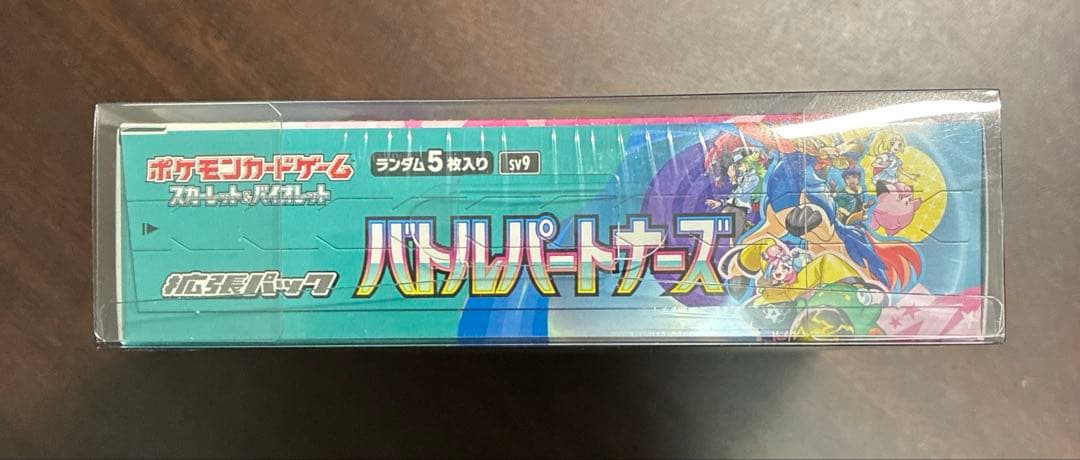 ポケモンカードゲーム
スカーレット&バイオレット
ランダム5枚入り
SV9
拡張パック
バトルパートナーズ